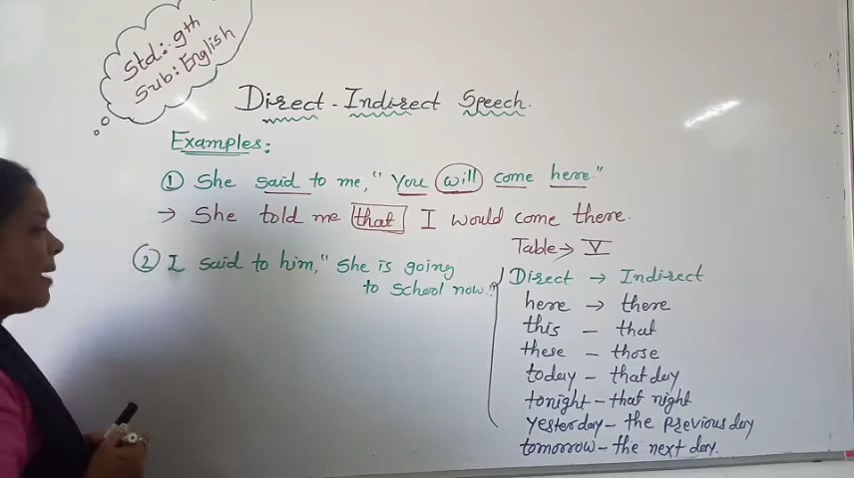 Std: 9th
Sub: English
Direct - Indirect Speech.
Examples:
① She said to me, "You will come here."
→ She told me that I would come there.
② I said to him, "She is going
to School now."
Table → V
Direct → Indirect
here → there
this - that
these - those
today - that day
tonight - that night
yesterday - the previous day
tomorrow - the next day.